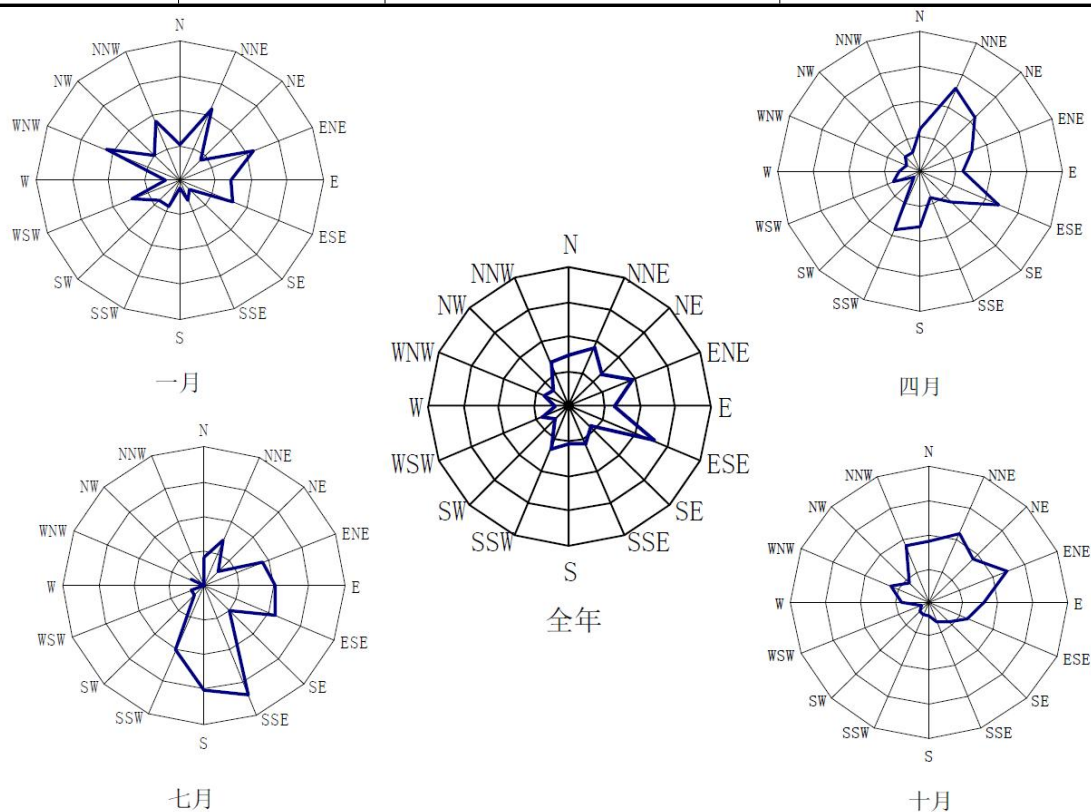 N
NNW NNE
NW NE
WNW ENE
W E
WSW ESE
SW SE
SSW SSE
S
一月
N
NNW NNE
NW NE
WNW ENE
W E
WSW ESE
SW SE
SSW SSE
S
四月
N
NNW NNE
NW NE
WNW ENE
W E
WSW ESE
SW SE
SSW SSE
S
全年
N
NNW NNE
NW NE
WNW ENE
W E
WSW ESE
SW SE
SSW SSE
S
七月
N
NNW NNE
NW NE
WNW ENE
W E
WSW ESE
SW SE
SSW SSE
S
十月